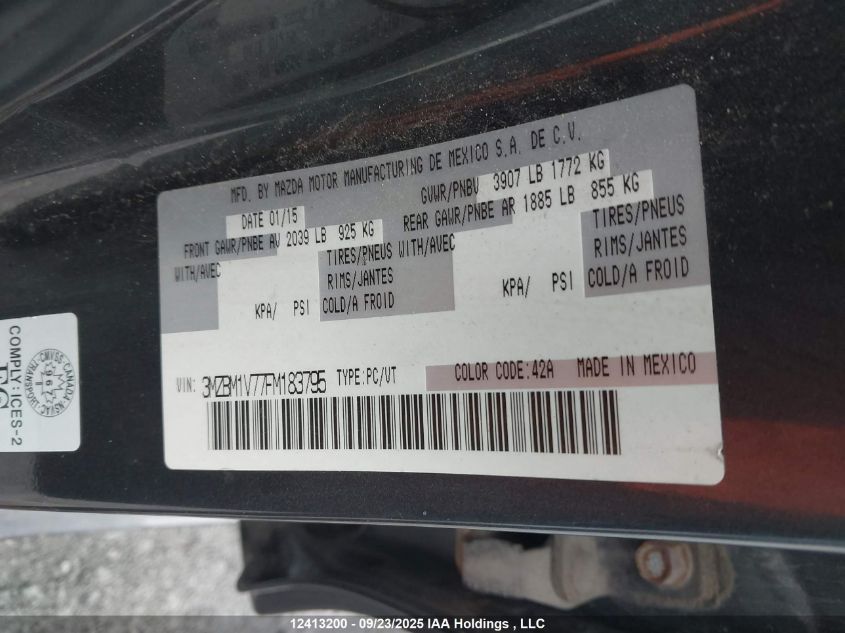 MFD. BY MAZDA MOTOR MANUFACTURING DE MEXICO S.A. DE C.V.
DATE 01/15
GVWR/PNBV 3907 LB 1772 KG
FRONT GAWR/PNBE AV 2039 LB 925 KG
REAR GAWR/PNBE AR 1885 LB 855 KG
WITH/AVEC
TIRES/PNEUS
RIMS/JANTES
KPA/ PSI COLD/A FROID
WITH/AVEC
TIRES/PNEUS
RIMS/JANTES
KPA/ PSI COLD/A FROID
VIN: 3MZBM1V77FM183795 TYPE:PC/VT
COLOR CODE:42A MADE IN MEXICO
COMPLY: ICES-2
12413200 - 09/23/2025 IAA Holdings, LLC